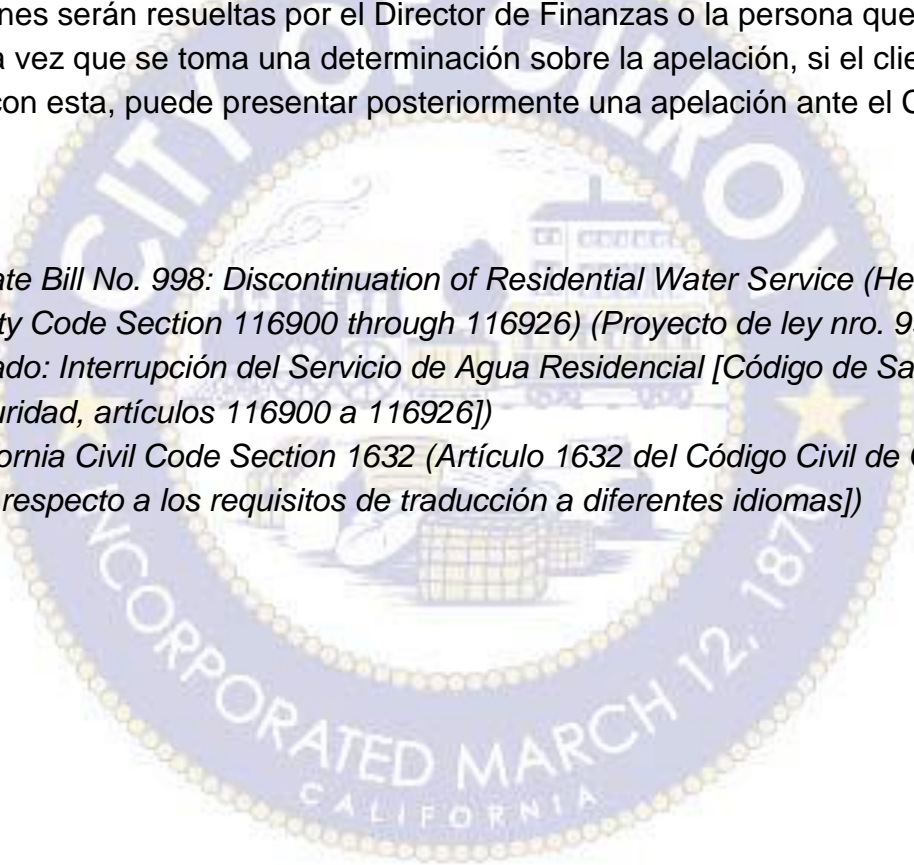 nes serán resueltas por el Director de Finanzas o la persona que
a vez que se toma una determinación sobre la apelación, si el clie
con esta, puede presentar posteriormente una apelación ante el C
CITY OF GILROY
ate Bill No. 998: Discontinuation of Residential Water Service (He
ty Code Section 116900 through 116926) (Proyecto de ley nro. 9
ado: Interrupción del Servicio de Agua Residencial [Código de Sa
uridad, artículos 116900 a 116926])
ornia Civil Code Section 1632 (Artículo 1632 del Código Civil de
respecto a los requisitos de traducción a diferentes idiomas])
INCORPORATED MARCH 12, 1870
CALIFORNIA